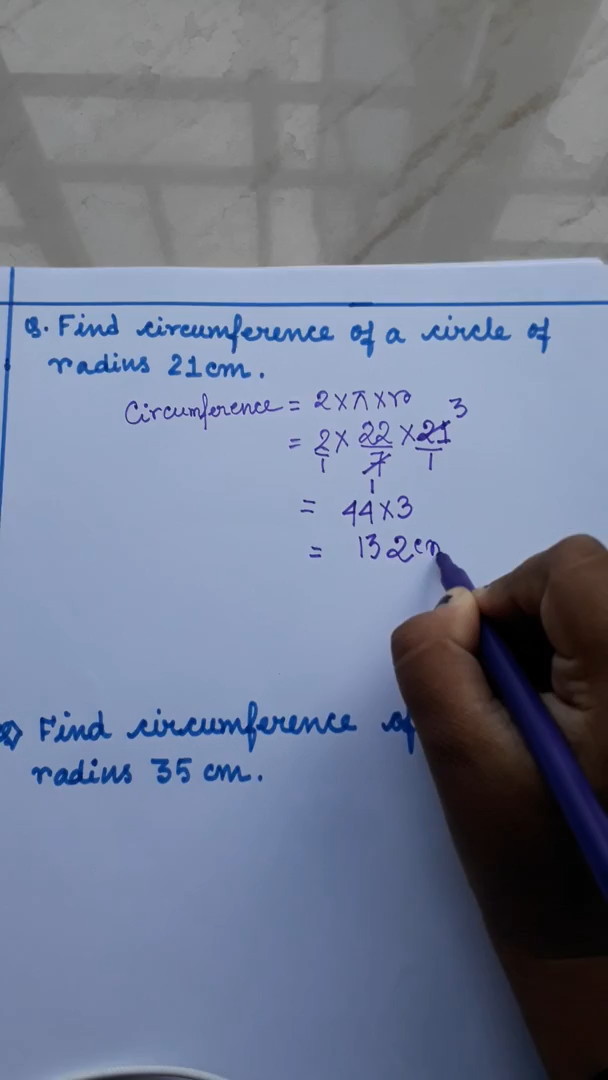 Q. Find circumference of a circle of
radius 21cm.
Circumference = 2 × π × r
= 2/1 × 22/7 × 21/1 3
1
= 44×3
= 132cm
Find circumference of
radius 35 cm.